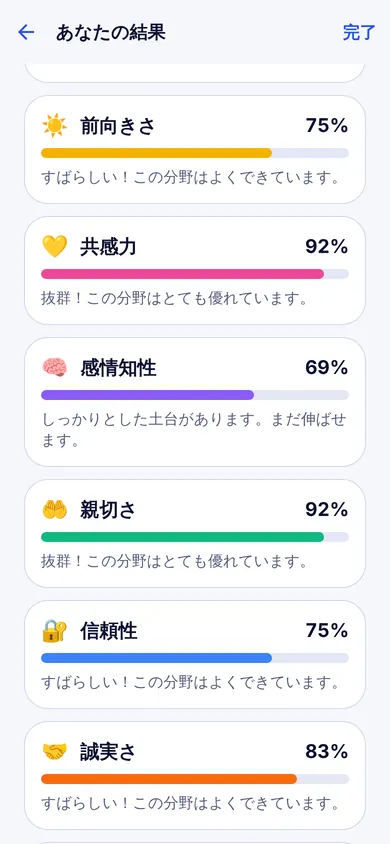 あなたの結果
完了
前向きさ 75%
すばらしい！この分野はよくできています。
共感力 92%
抜群！この分野はとても優れています。
感情知性 69%
しっかりとした土台があります。まだ伸ばせ
ます。
親切さ 92%
抜群！この分野はとても優れています。
信頼性 75%
すばらしい！この分野はよくできています。
誠実さ 83%
すばらしい！この分野はよくできています。